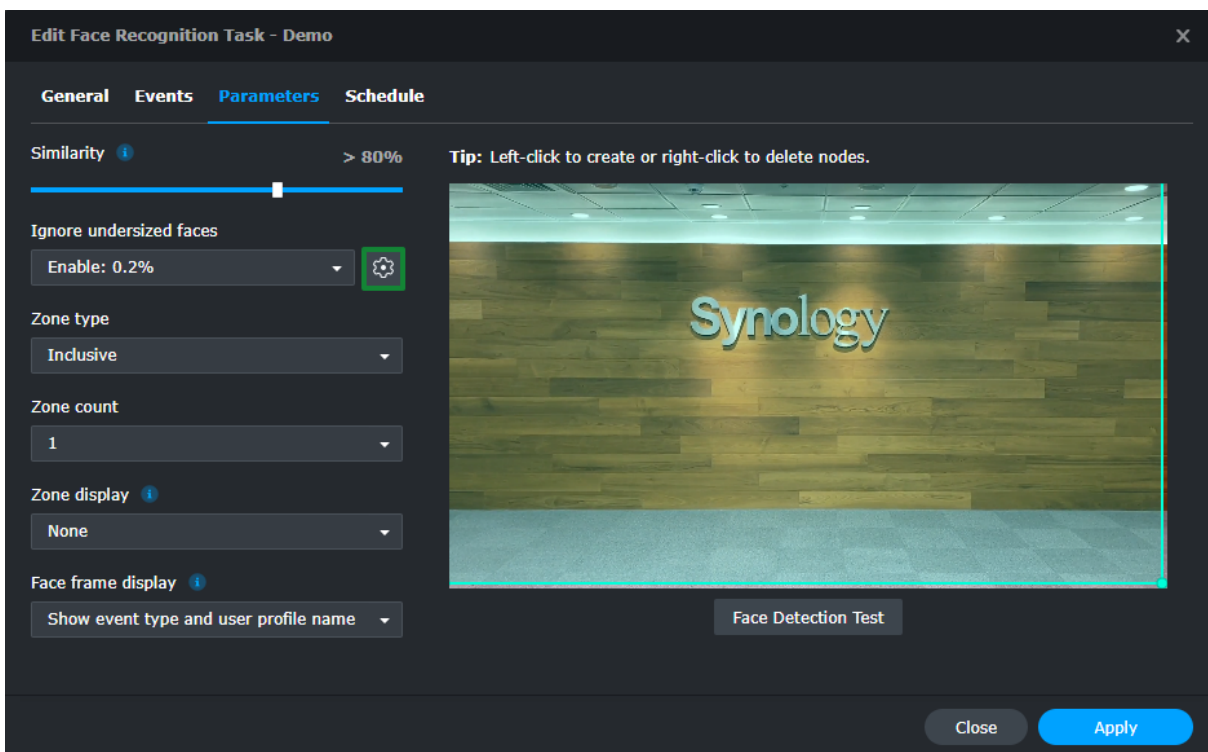 Edit Face Recognition Task - Demo
General Events Parameters Schedule
Similarity > 80%
Ignore undersized faces
Enable: 0.2%
Zone type
Inclusive
Zone count
1
Zone display
None
Face frame display
Show event type and user profile name
Tip: Left-click to create or right-click to delete nodes.
Synology
Face Detection Test
Close Apply